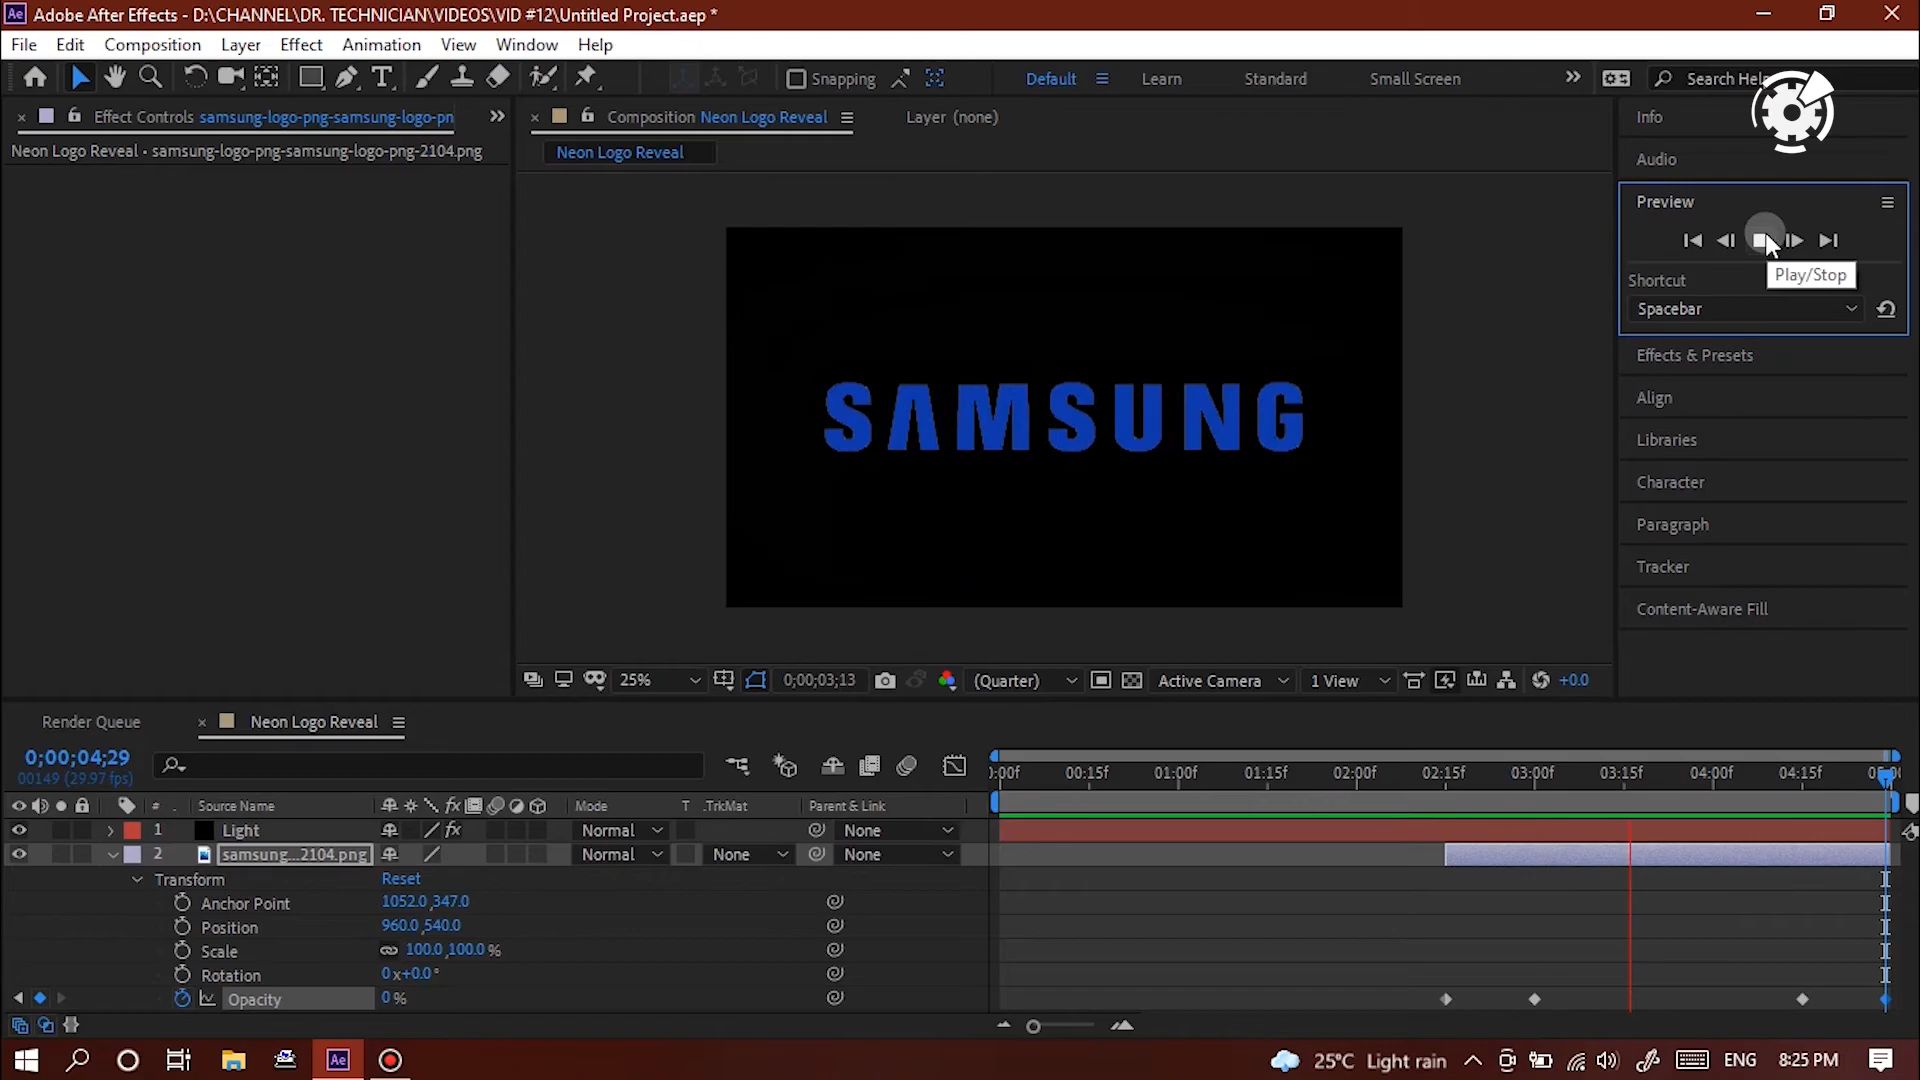 Adobe After Effects - D:\CHANNEL\DR. TECHNICIAN\VIDEOS\VID #12\Untitled Project.aep *
File Edit Composition Layer Effect Animation View Window Help
Snapping Default Learn Standard Small Screen Search Help
Effect Controls samsung-logo-png-samsung-logo-pn Composition Neon Logo Reveal Layer (none) Info
Neon Logo Reveal • samsung-logo-png-samsung-logo-png-2104.png Neon Logo Reveal Audio
Preview
Play/Stop
Shortcut
Spacebar
Effects & Presets
Align
Libraries
Character
Paragraph
Tracker
Content-Aware Fill
SAMSUNG
25% 0;00;03;13 (Quarter) Active Camera 1 View +0.0
Render Queue Neon Logo Reveal
0;00;04;29
00149 (29.97 fps)
00:15f 01:00f 01:15f 02:00f 02:15f 03:00f 03:15f 04:00f 04:15f
# Source Name fx Mode T .TrkMat Parent & Link
1 Light fx Normal None
2 samsung...2104.png Normal None None
Transform Reset
Anchor Point 1052.0,347.0
Position 960.0,540.0
Scale 100.0,100.0 %
Rotation 0x+0.0°
Opacity 0 %
Ae 25°C Light rain ENG 8:25 PM